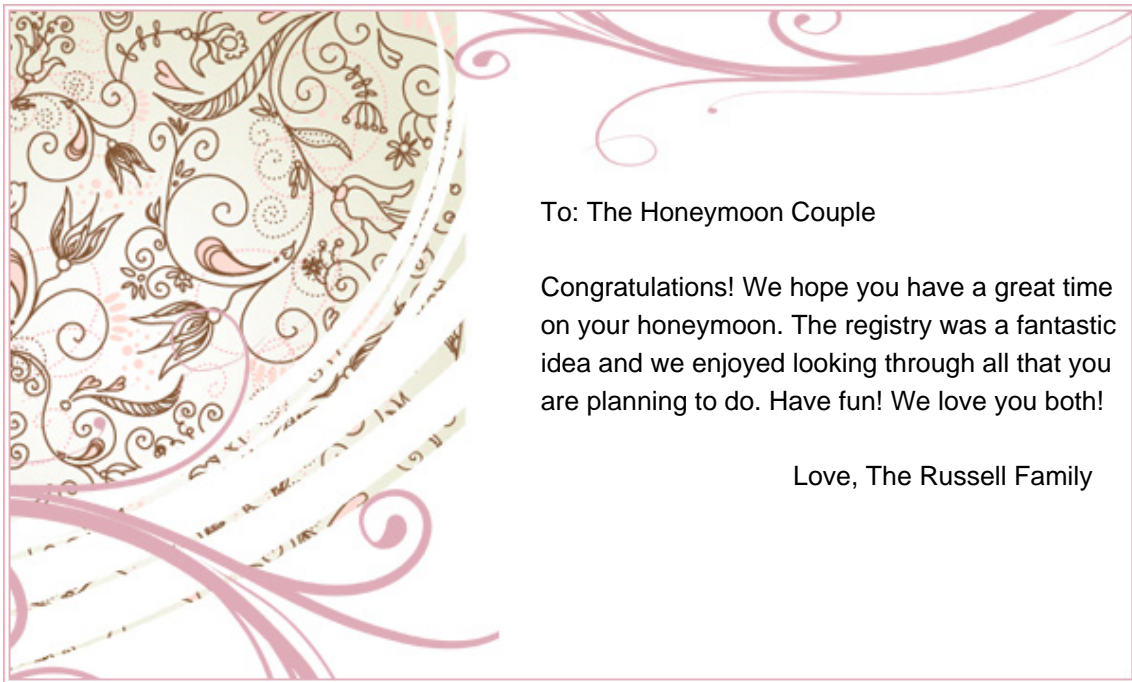 To: The Honeymoon Couple
Congratulations! We hope you have a great time
on your honeymoon. The registry was a fantastic
idea and we enjoyed looking through all that you
are planning to do. Have fun! We love you both!
Love, The Russell Family